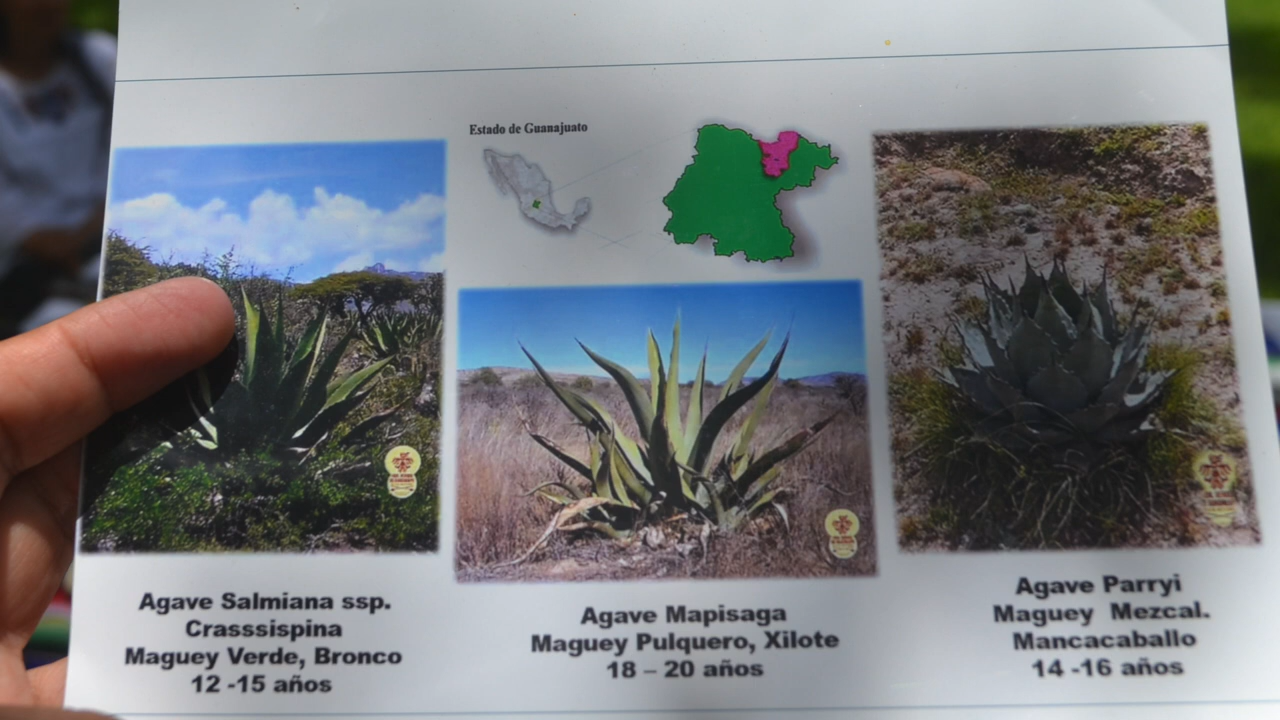 Estado de Guanajuato
Agave Salmiana ssp.
Crasssispina
Maguey Verde, Bronco
12 -15 años
Agave Mapisaga
Maguey Pulquero, Xilote
18 – 20 años
Agave Parryi
Maguey Mezcal.
Mancacaballo
14 -16 años